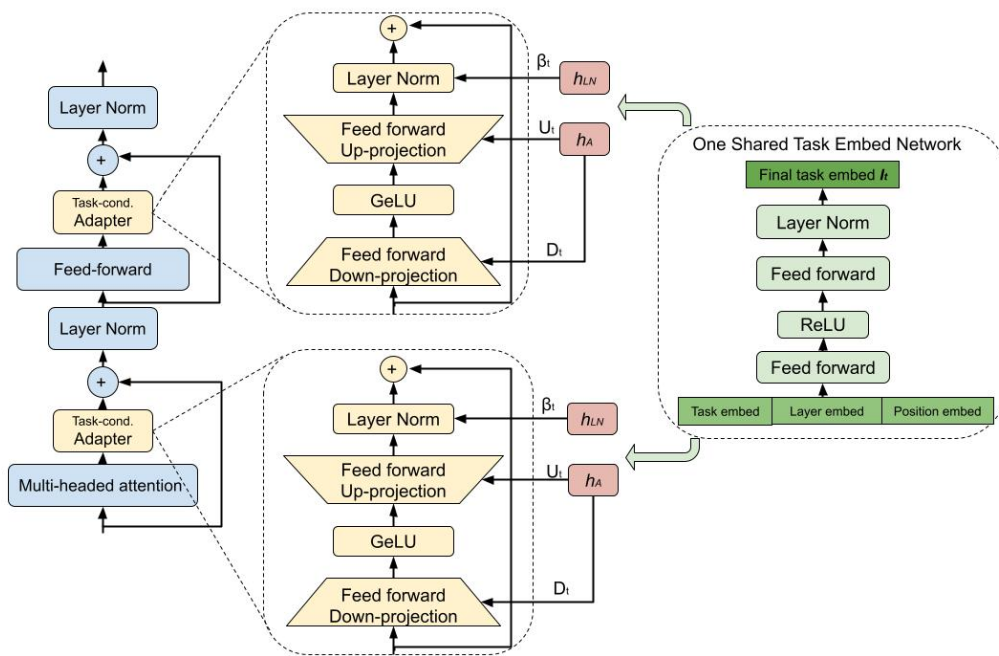 Layer Norm
+
Task-cond.
Adapter
Feed-forward
Layer Norm
+
Task-cond.
Adapter
Multi-headed attention
+
Layer Norm
βt
hLN
Feed forward
Up-projection
Ut
hA
GeLU
Feed forward
Down-projection
Dt
+
Layer Norm
βt
hLN
Feed forward
Up-projection
Ut
hA
GeLU
Feed forward
Down-projection
Dt
One Shared Task Embed Network
Final task embed It
Layer Norm
Feed forward
ReLU
Feed forward
Task embed
Layer embed
Position embed